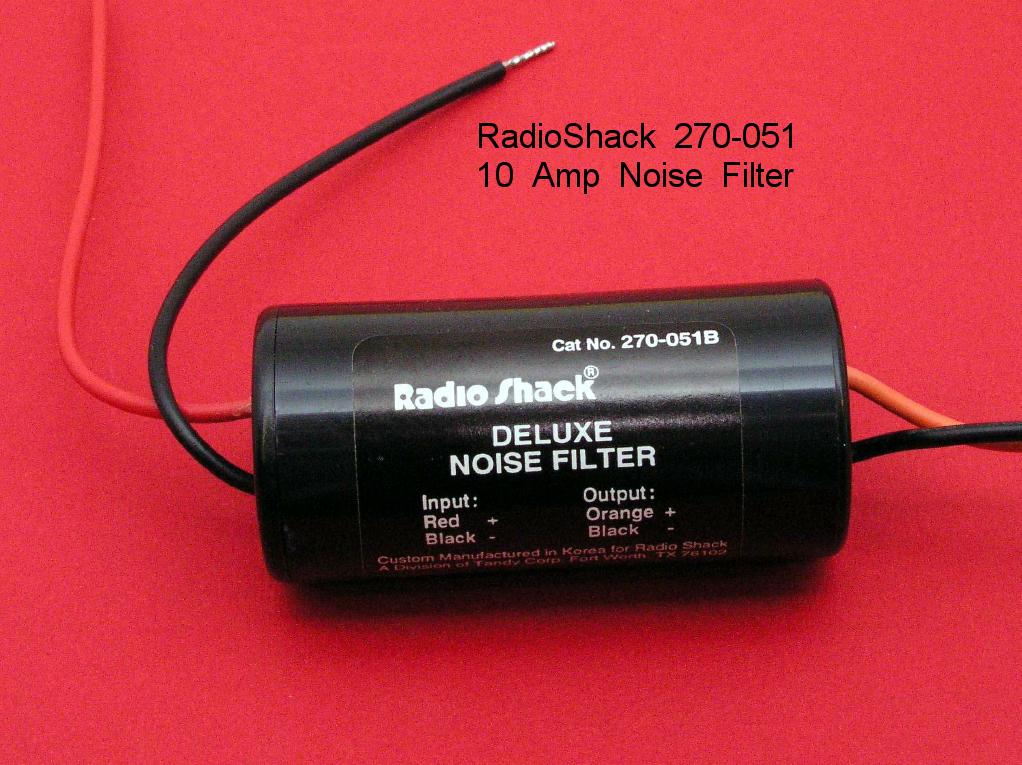 RadioShack 270-051
10 Amp Noise Filter
Cat No. 270-051B
Radio Shack®
DELUXE
NOISE FILTER
Input: Output:
Red + Orange +
Black - Black -
Custom Manufactured in Korea for Radio Shack
A Division of Tandy Corp. Fort Worth, TX 76102